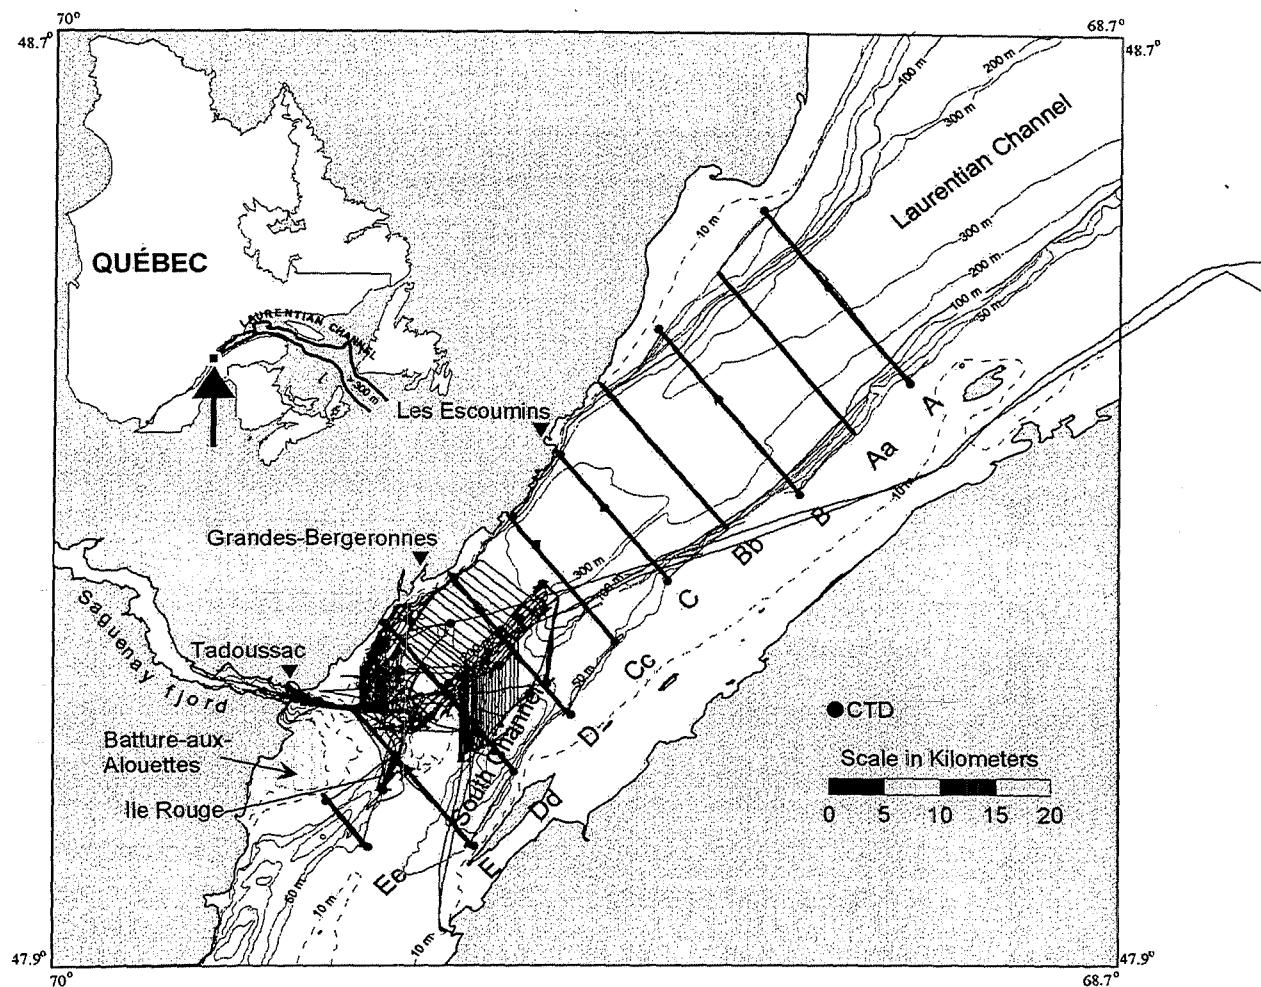 70°
68.7°
48.7°
48.7°
200 m
100 m
300 m
Laurentian Channel
10 m
300 m
200 m
100 m
50 m
QUÉBEC
LAURENTIAN CHANNEL
300 m
Les Escoumins
A
Aa
B
10 m
Bb
Grandes-Bergeronnes
300 m
100 m
C
Saguenay fjord
Tadoussac
Cc
50 m
CTD
D
Batture-aux-
Alouettes
South Channel
Scale in Kilometers
Ile Rouge
Dd
0 5 10 15 20
E
Ee
60 m
10 m
10 m
47.9°
47.9°
70°
68.7°